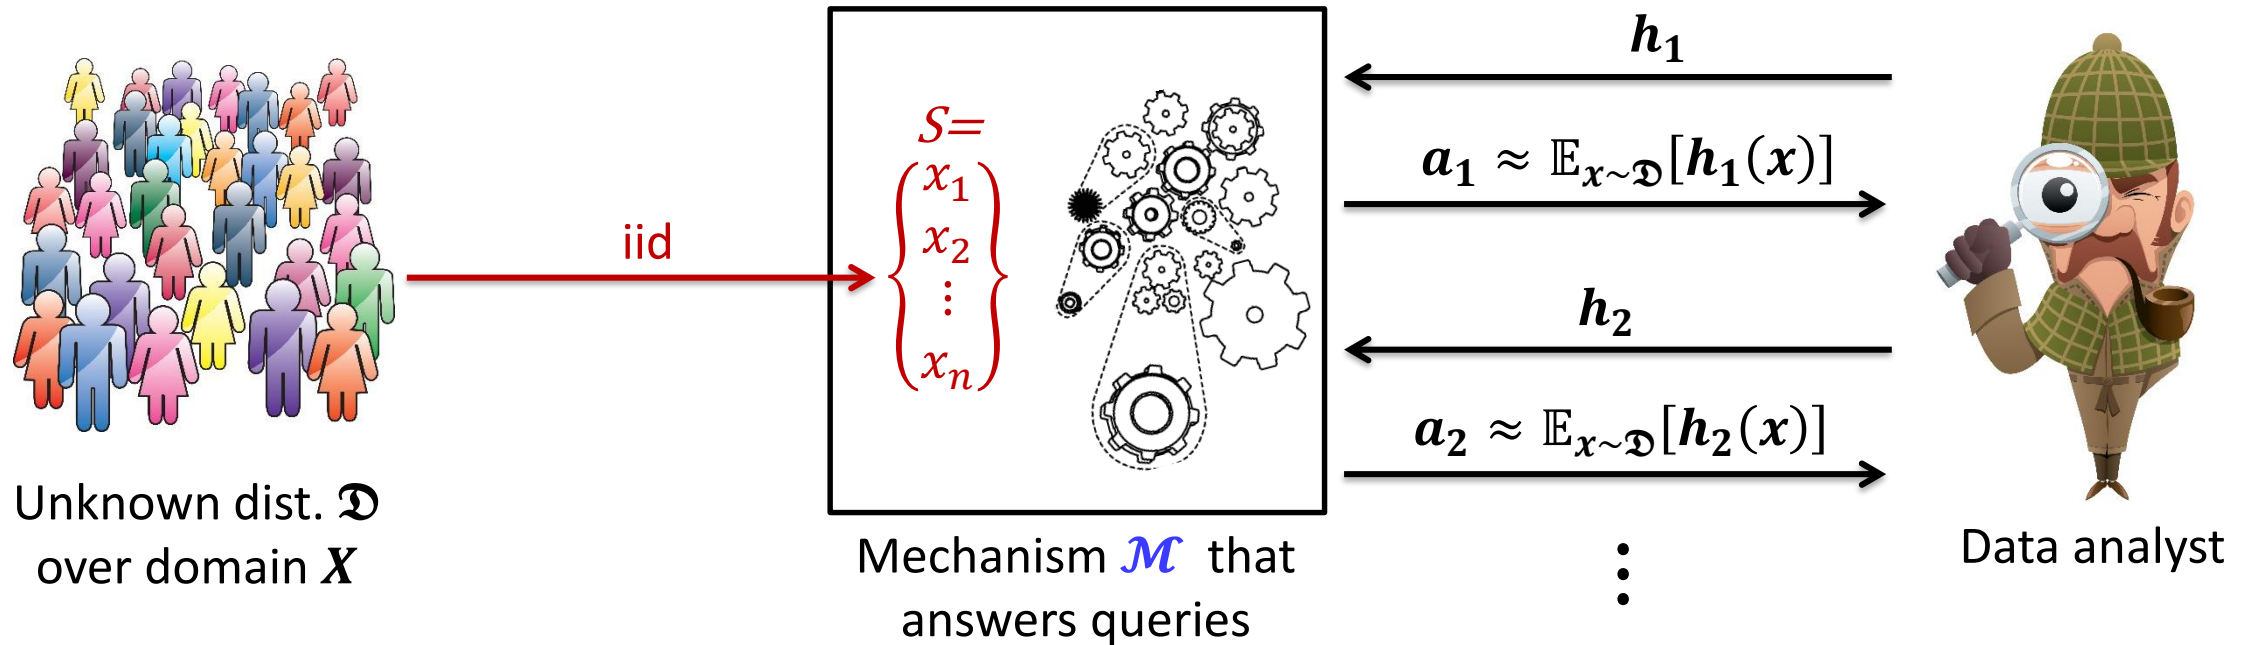 Unknown dist. 𝕯
over domain X
iid
S=
x₁
x₂
⋮
xₙ
Mechanism ℳ that
answers queries
h₁
a₁ ≈ 𝔼ₓ~𝕯[h₁(x)]
h₂
a₂ ≈ 𝔼ₓ~𝕯[h₂(x)]
⋮
Data analyst